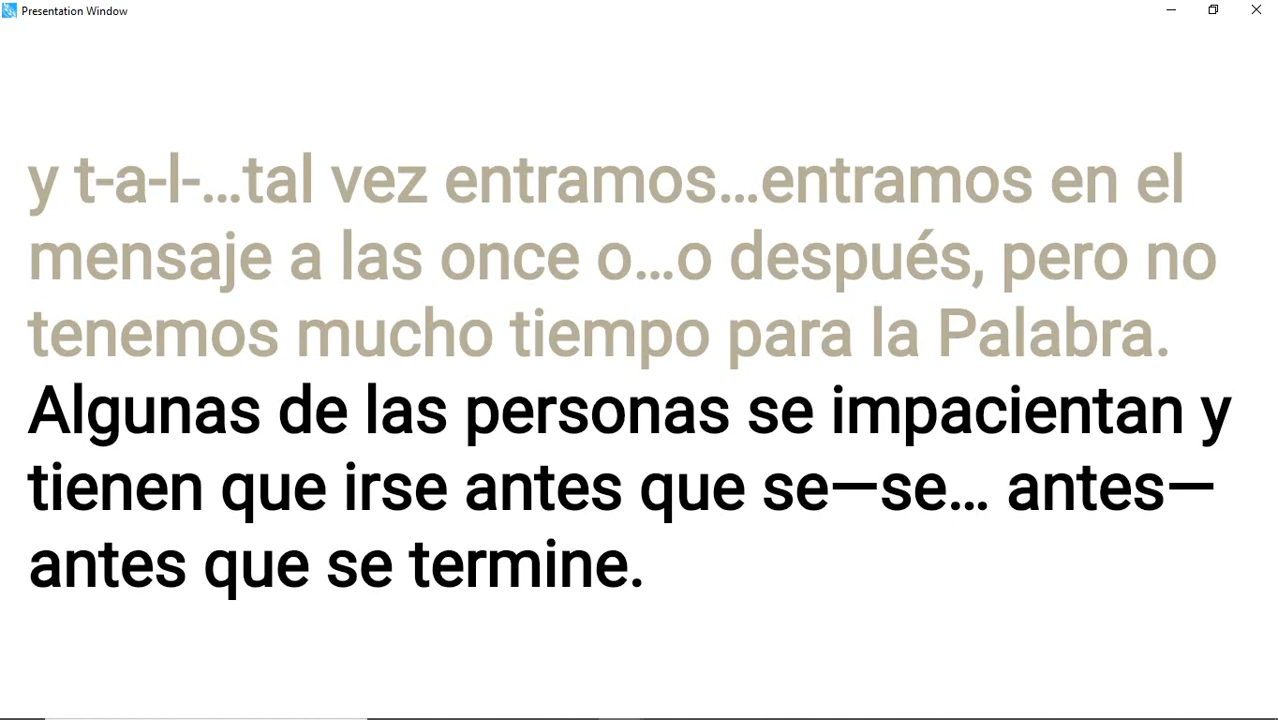 Presentation Window
y t-a-l-...tal vez entramos...entramos en el
mensaje a las once o...o después, pero no
tenemos mucho tiempo para la Palabra.
Algunas de las personas se impacientan y
tienen que irse antes que se—se... antes—
antes que se termine.